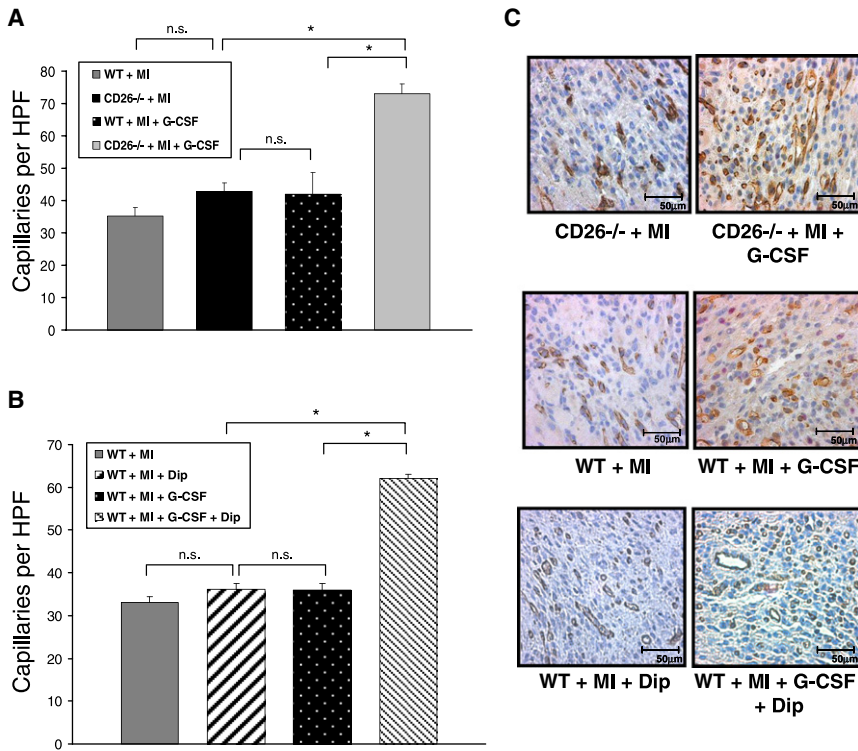 A
n.s.
*
*
80
70
60
50
40
30
20
10
0
Capillaries per HPF
WT + MI
CD26-/- + MI
WT + MI + G-CSF
CD26-/- + MI + G-CSF
n.s.
B
*
*
70
60
50
40
30
20
10
0
Capillaries per HPF
WT + MI
WT + MI + Dip
WT + MI + G-CSF
WT + MI + G-CSF + Dip
n.s.
n.s.
C
50µm
50µm
CD26-/- + MI
CD26-/- + MI +
G-CSF
50µm
50µm
WT + MI
WT + MI + G-CSF
50µm
50µm
WT + MI + Dip
WT + MI + G-CSF
+ Dip